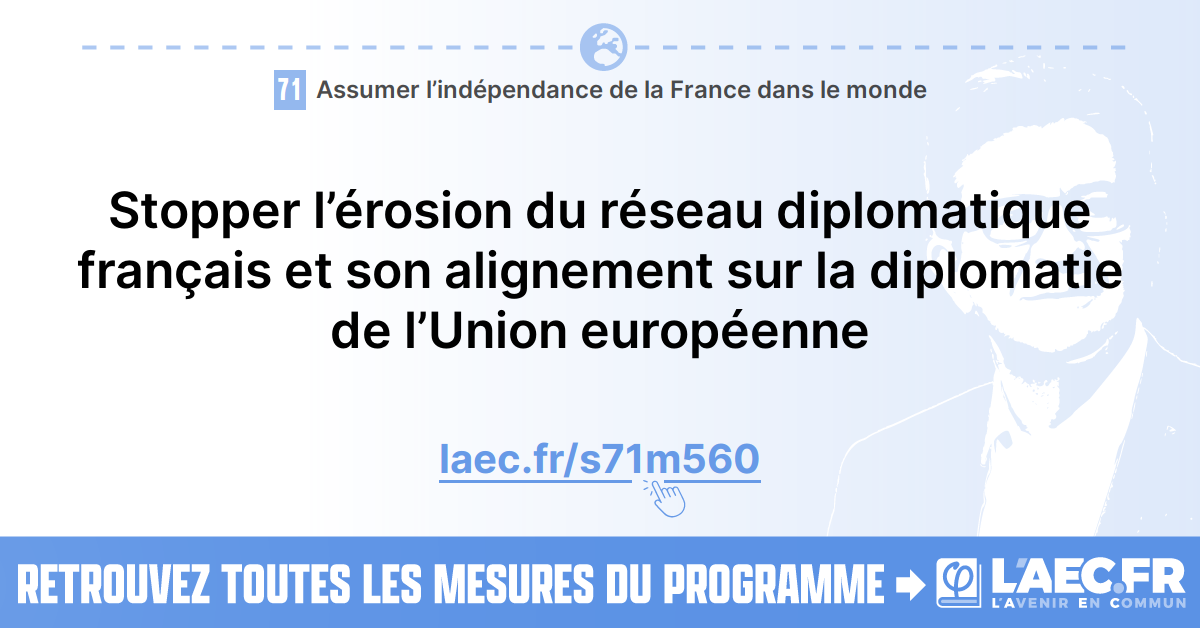 71 Assumer l’indépendance de la France dans le monde
Stopper l’érosion du réseau diplomatique
français et son alignement sur la diplomatie
de l’Union européenne
laec.fr/s71m560
RETROUVEZ TOUTES LES MESURES DU PROGRAMME
φ L’AEC.FR
L’AVENIR EN COMMUN